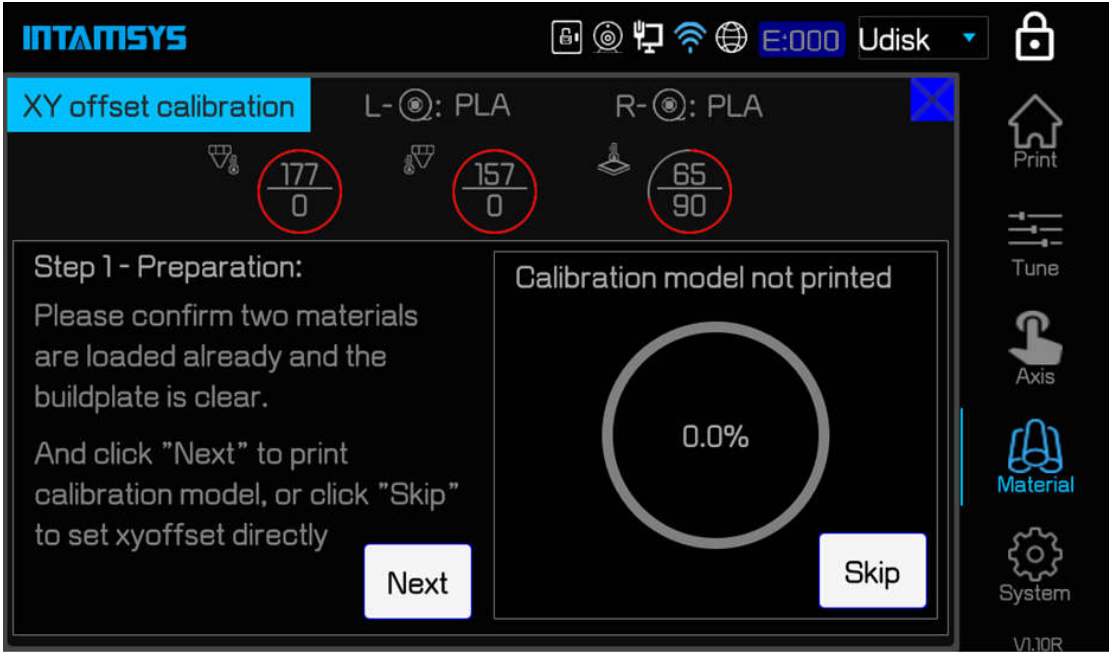 INTAMSYS
E:000 Udisk
XY offset calibration L- : PLA R- : PLA
177 157 65
0 0 90
Step 1 - Preparation:
Please confirm two materials
are loaded already and the
buildplate is clear.
And click "Next" to print
calibration model, or click "Skip"
to set xyoffset directly
Next
Calibration model not printed
0.0%
Skip
Print
Tune
Axis
Material
System
V1.10R